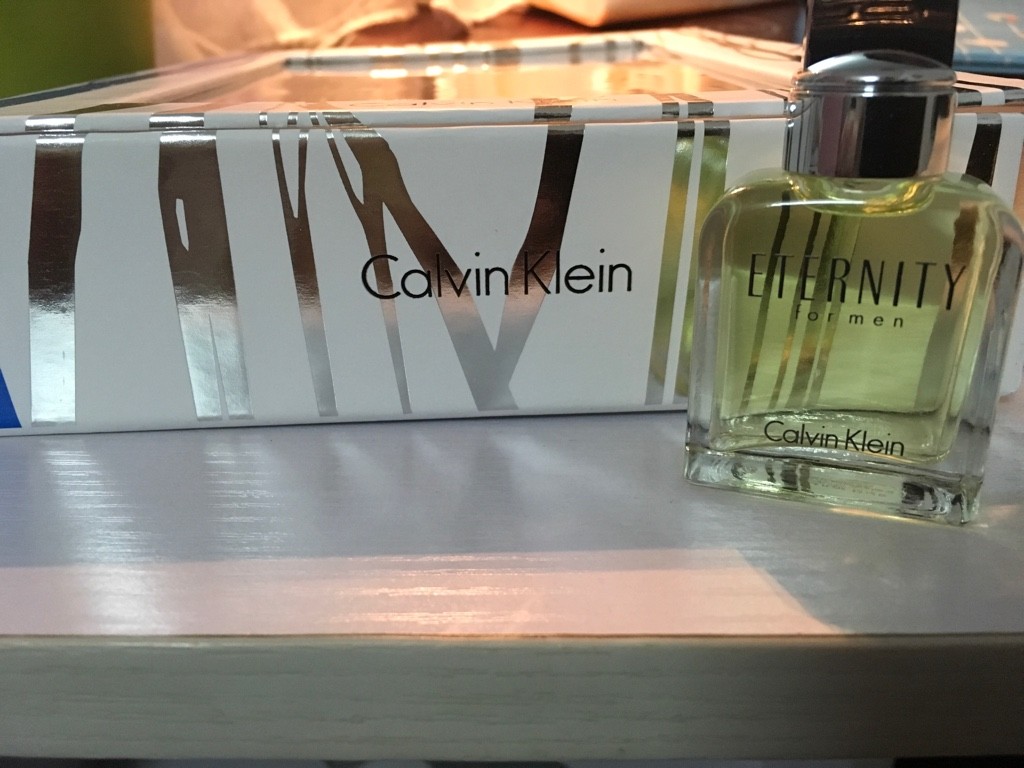 Calvin Klein
ETERNITY
for men
Calvin Klein